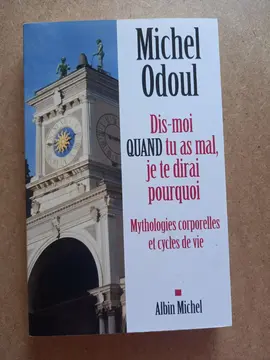 Michel
Odoul
Dis-moi
QUAND tu as mal,
je te dirai
pourquoi
Mythologies corporelles
et cycles de vie
Albin Michel